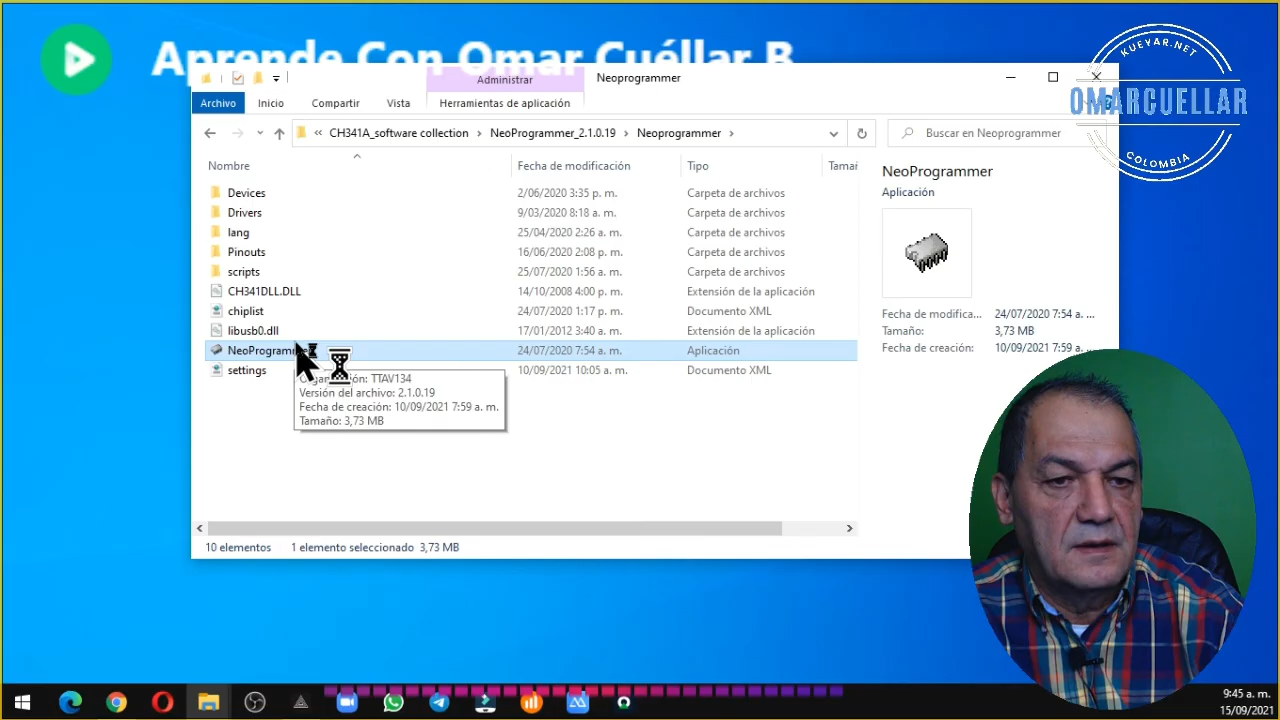 Aprende Con Omar Cuéllar B
KUEYAR.NET
OMARCUELLAR
COLOMBIA
Administrar
Neoprogrammer
Archivo
Inicio
Compartir
Vista
Herramientas de aplicación
« CH341A_software collection › NeoProgrammer_2.1.0.19 › Neoprogrammer ›
Buscar en Neoprogrammer
Nombre Fecha de modificación Tipo Tamai
Devices 2/06/2020 3:35 p. m. Carpeta de archivos
Drivers 9/03/2020 8:18 a. m. Carpeta de archivos
lang 25/04/2020 2:26 a. m. Carpeta de archivos
Pinouts 16/06/2020 2:08 p. m. Carpeta de archivos
scripts 25/07/2020 1:56 a. m. Carpeta de archivos
CH341DLL.DLL 14/10/2008 4:00 p. m. Extensión de la aplicación
chiplist 24/07/2020 1:17 p. m. Documento XML
libusb0.dll 17/01/2012 3:40 a. m. Extensión de la aplicación
NeoProgrammer 24/07/2020 7:54 a. m. Aplicación
settings 10/09/2021 10:05 a. m. Documento XML
TTAV134
Versión del archivo: 2.1.0.19
Fecha de creación: 10/09/2021 7:59 a. m.
Tamaño: 3,73 MB
NeoProgrammer
Aplicación
Fecha de modifica... 24/07/2020 7:54 a. ...
Tamaño: 3,73 MB
Fecha de creación: 10/09/2021 7:59 a. ...
10 elementos 1 elemento seleccionado 3,73 MB
9:45 a. m.
15/09/2021